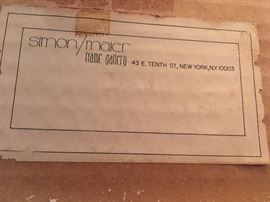 simon/maier
frame gallery 43 E. TENTH ST, NEW YORK, NY 10003